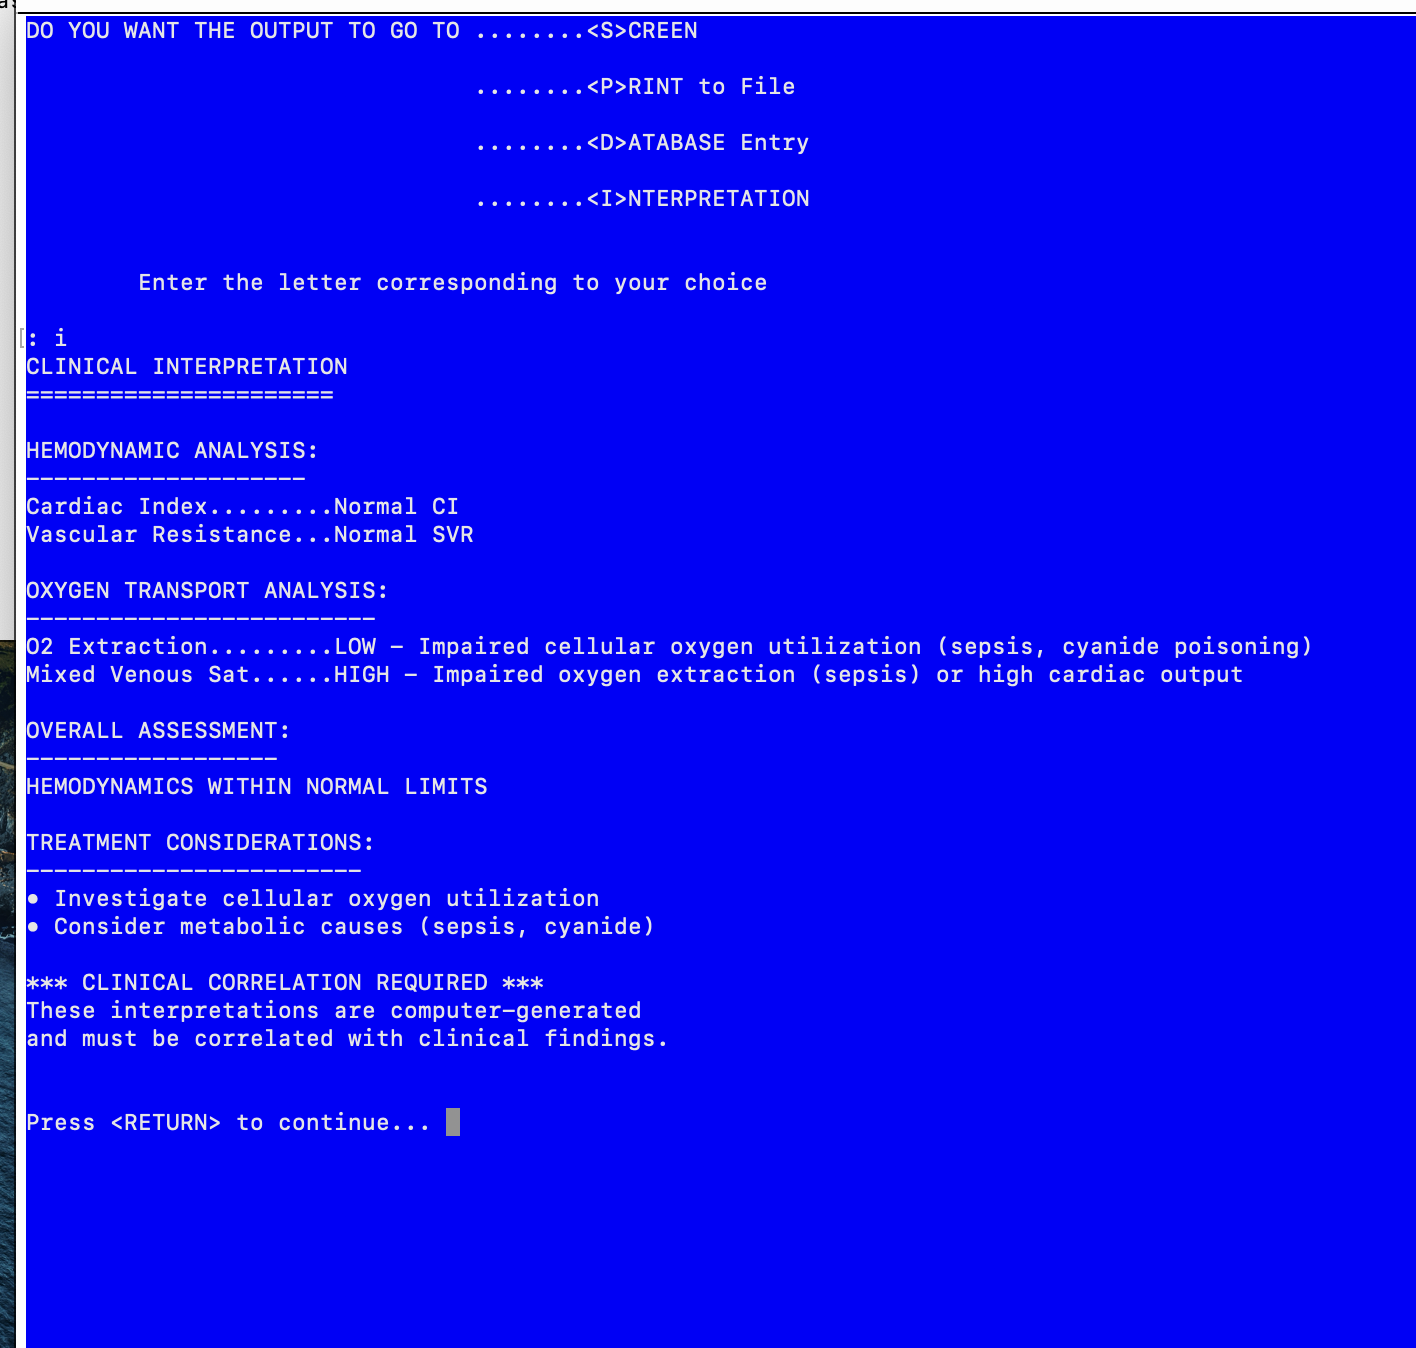 DO YOU WANT THE OUTPUT TO GO TO ........<S>CREEN
........<P>RINT to File
........<D>ATABASE Entry
........<I>NTERPRETATION
Enter the letter corresponding to your choice
[: i
CLINICAL INTERPRETATION
======================
HEMODYNAMIC ANALYSIS:
--------------------
Cardiac Index.........Normal CI
Vascular Resistance...Normal SVR
OXYGEN TRANSPORT ANALYSIS:
-------------------------
O2 Extraction.........LOW - Impaired cellular oxygen utilization (sepsis, cyanide poisoning)
Mixed Venous Sat......HIGH - Impaired oxygen extraction (sepsis) or high cardiac output
OVERALL ASSESSMENT:
------------------
HEMODYNAMICS WITHIN NORMAL LIMITS
TREATMENT CONSIDERATIONS:
------------------------
• Investigate cellular oxygen utilization
• Consider metabolic causes (sepsis, cyanide)
*** CLINICAL CORRELATION REQUIRED ***
These interpretations are computer-generated
and must be correlated with clinical findings.
Press <RETURN> to continue...